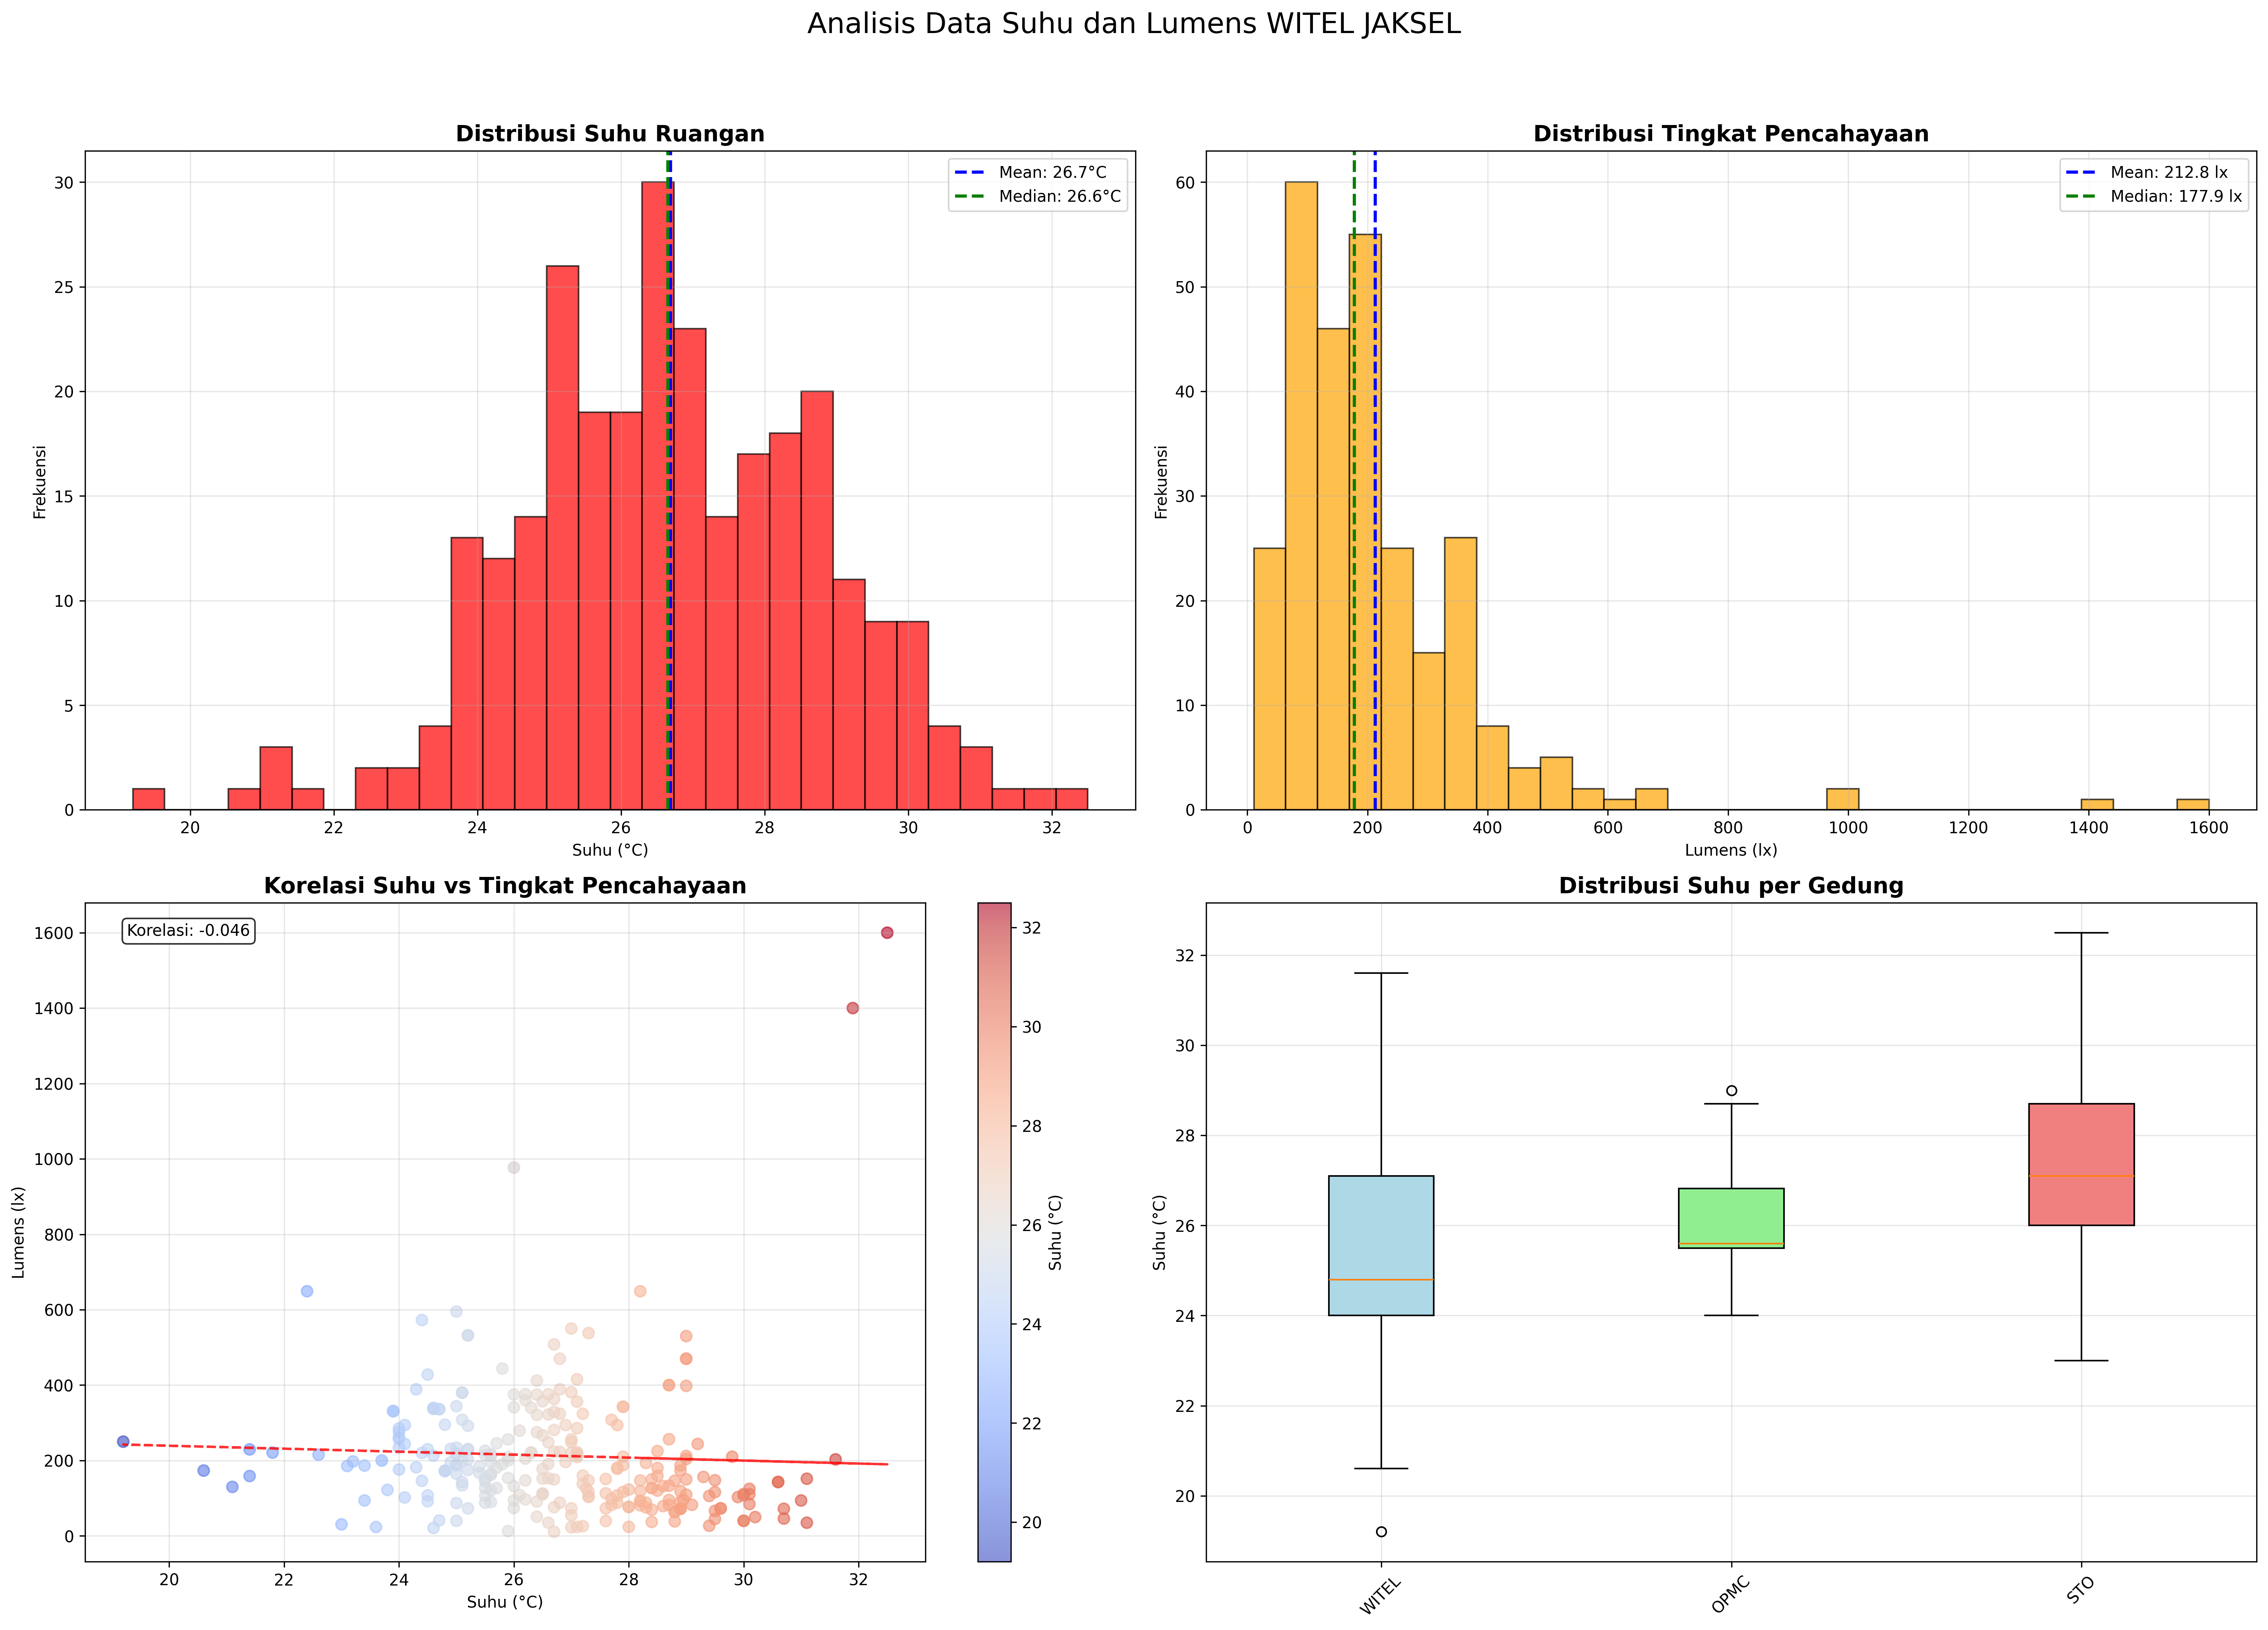 Analisis Data Suhu dan Lumens WITEL JAKSEL
Distribusi Suhu Ruangan
Mean: 26.7°C
Median: 26.6°C
Frekuensi
30
25
20
15
10
5
0
20 22 24 26 28 30 32
Suhu (°C)
Distribusi Tingkat Pencahayaan
Mean: 212.8 lx
Median: 177.9 lx
Frekuensi
60
50
40
30
20
10
0
0 200 400 600 800 1000 1200 1400 1600
Lumens (lx)
Korelasi Suhu vs Tingkat Pencahayaan
Korelasi: -0.046
Lumens (lx)
1600
1400
1200
1000
800
600
400
200
0
20 22 24 26 28 30 32
Suhu (°C)
32
30
28
26
24
22
20
Suhu (°C)
Distribusi Suhu per Gedung
Suhu (°C)
32
30
28
26
24
22
20
WITEL OPMC STO